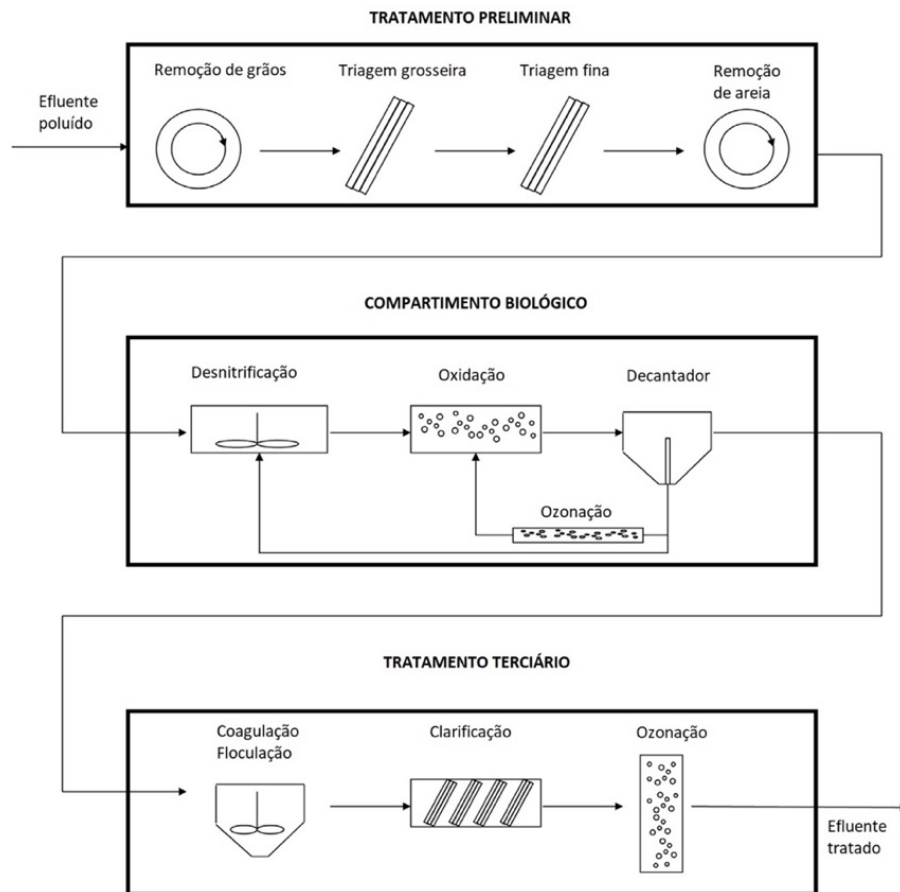 TRATAMENTO PRELIMINAR
Remoção de grãos
Triagem grosseira
Triagem fina
Remoção
de areia
Efluente
poluído
COMPARTIMENTO BIOLÓGICO
Desnitrificação
Oxidação
Decantador
Ozonação
TRATAMENTO TERCIÁRIO
Coagulação
Floculação
Clarificação
Ozonação
Efluente
tratado